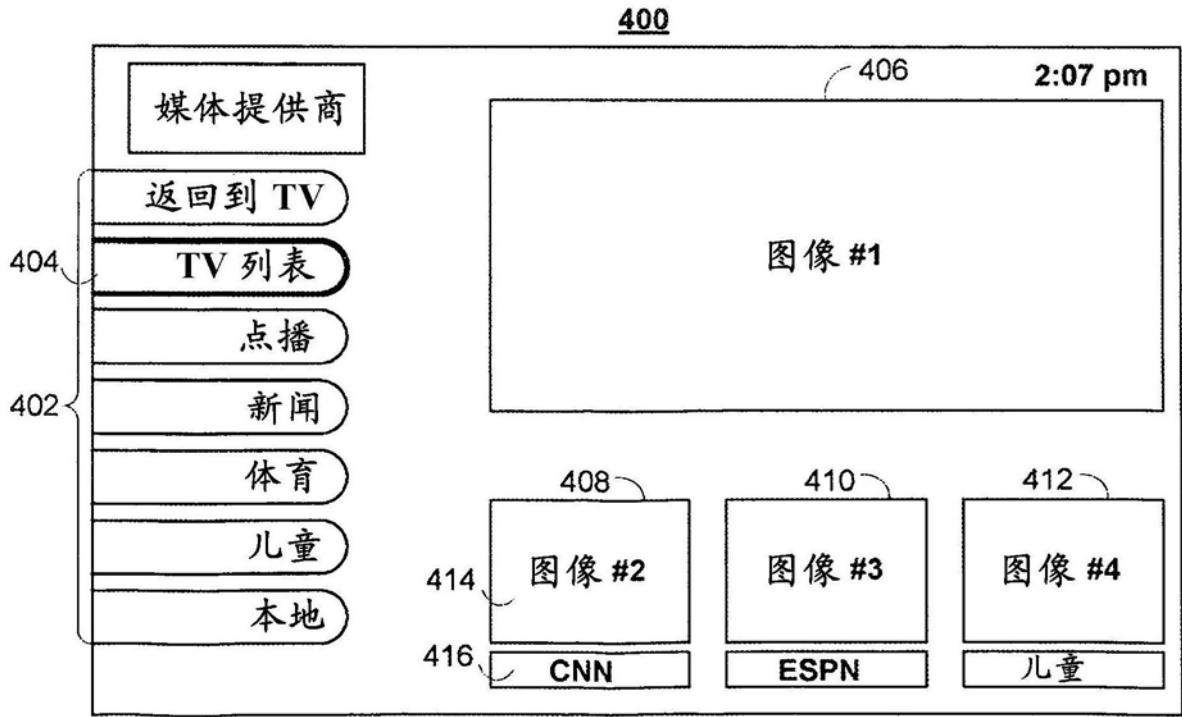 400
406
2:07 pm
媒体提供商
返回到 TV
404
TV 列表
图像 #1
点播
402
新闻
体育
408
410
412
儿童
414
图像 #2
图像 #3
图像 #4
本地
416
CNN
ESPN
儿童